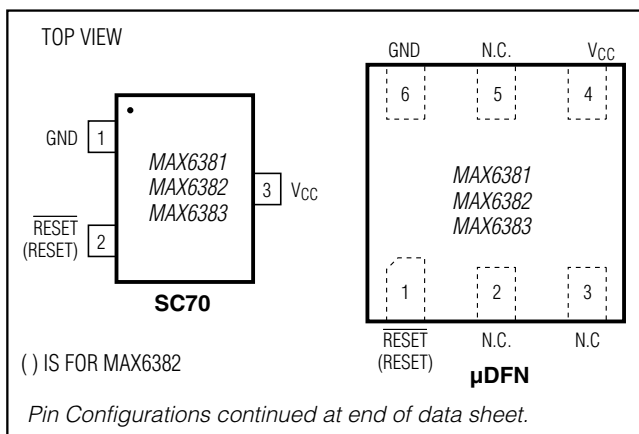 TOP VIEW
GND 1
MAX6381
MAX6382
MAX6383
3 VCC
RESET
(RESET)
2
SC70
( ) IS FOR MAX6382
GND N.C. VCC
6 5 4
MAX6381
MAX6382
MAX6383
1 2 3
RESET
(RESET)
N.C. N.C
µDFN
Pin Configurations continued at end of data sheet.